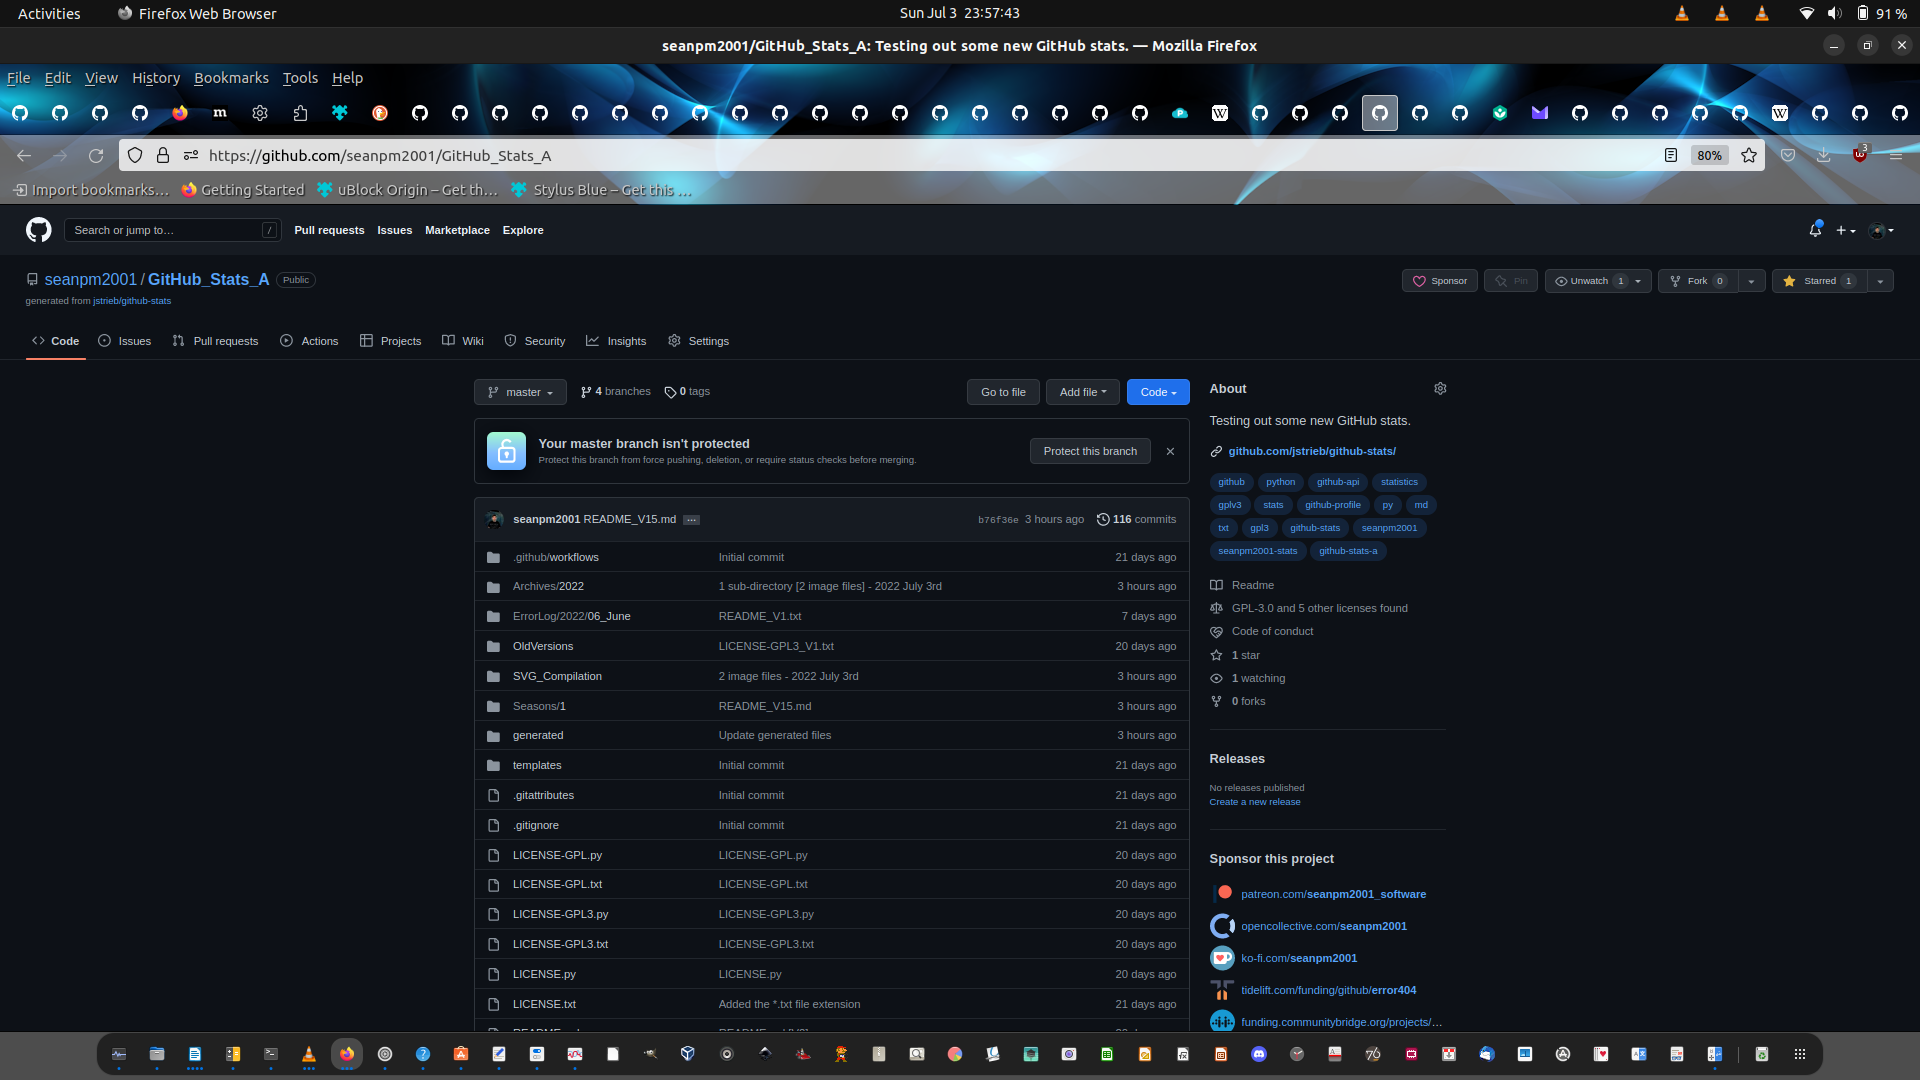 Activities
Firefox Web Browser
Sun Jul 3 23:57:43
91 %
seanpm2001/GitHub_Stats_A: Testing out some new GitHub stats. — Mozilla Firefox
File Edit View History Bookmarks Tools Help
https://github.com/seanpm2001/GitHub_Stats_A
80%
3
Import bookmarks…
Getting Started
uBlock Origin – Get th…
Stylus Blue – Get this …
Search or jump to…
/
Pull requests
Issues
Marketplace
Explore
seanpm2001 / GitHub_Stats_A
Public
Sponsor
Pin
Unwatch 1
Fork 0
Starred 1
generated from jstrieb/github-stats
Code
Issues
Pull requests
Actions
Projects
Wiki
Security
Insights
Settings
master
4 branches
0 tags
Go to file
Add file
Code
Your master branch isn't protected
Protect this branch from force pushing, deletion, or require status checks before merging.
Protect this branch
seanpm2001 README_V15.md
b76f36e 3 hours ago
116 commits
.github/workflows Initial commit 21 days ago
Archives/2022 1 sub-directory [2 image files] - 2022 July 3rd 3 hours ago
ErrorLog/2022/06_June README_V1.txt 7 days ago
OldVersions LICENSE-GPL3_V1.txt 20 days ago
SVG_Compilation 2 image files - 2022 July 3rd 3 hours ago
Seasons/1 README_V15.md 3 hours ago
generated Update generated files 3 hours ago
templates Initial commit 21 days ago
.gitattributes Initial commit 21 days ago
.gitignore Initial commit 21 days ago
LICENSE-GPL.py LICENSE-GPL.py 20 days ago
LICENSE-GPL.txt LICENSE-GPL.txt 20 days ago
LICENSE-GPL3.py LICENSE-GPL3.py 20 days ago
LICENSE-GPL3.txt LICENSE-GPL3.txt 20 days ago
LICENSE.py LICENSE.py 20 days ago
LICENSE.txt Added the *.txt file extension 21 days ago
About
Testing out some new GitHub stats.
github.com/jstrieb/github-stats/
github python github-api statistics
gplv3 stats github-profile py md
txt gpl3 github-stats seanpm2001
seanpm2001-stats github-stats-a
Readme
GPL-3.0 and 5 other licenses found
Code of conduct
1 star
1 watching
0 forks
Releases
No releases published
Create a new release
Sponsor this project
patreon.com/seanpm2001_software
opencollective.com/seanpm2001
ko-fi.com/seanpm2001
tidelift.com/funding/github/error404
funding.communitybridge.org/projects/…